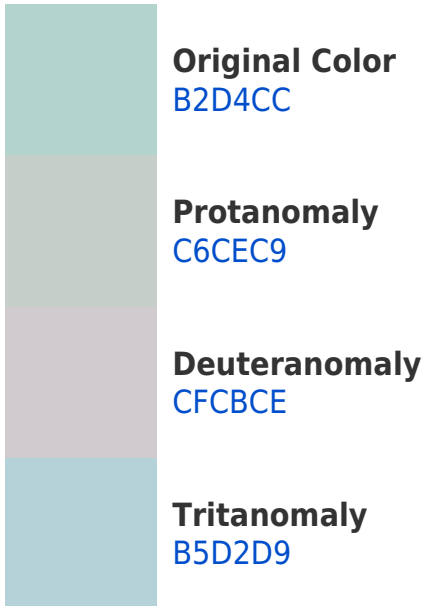 Original Color
B2D4CC
Protanomaly
C6CEC9
Deuteranomaly
CFCBCE
Tritanomaly
B5D2D9